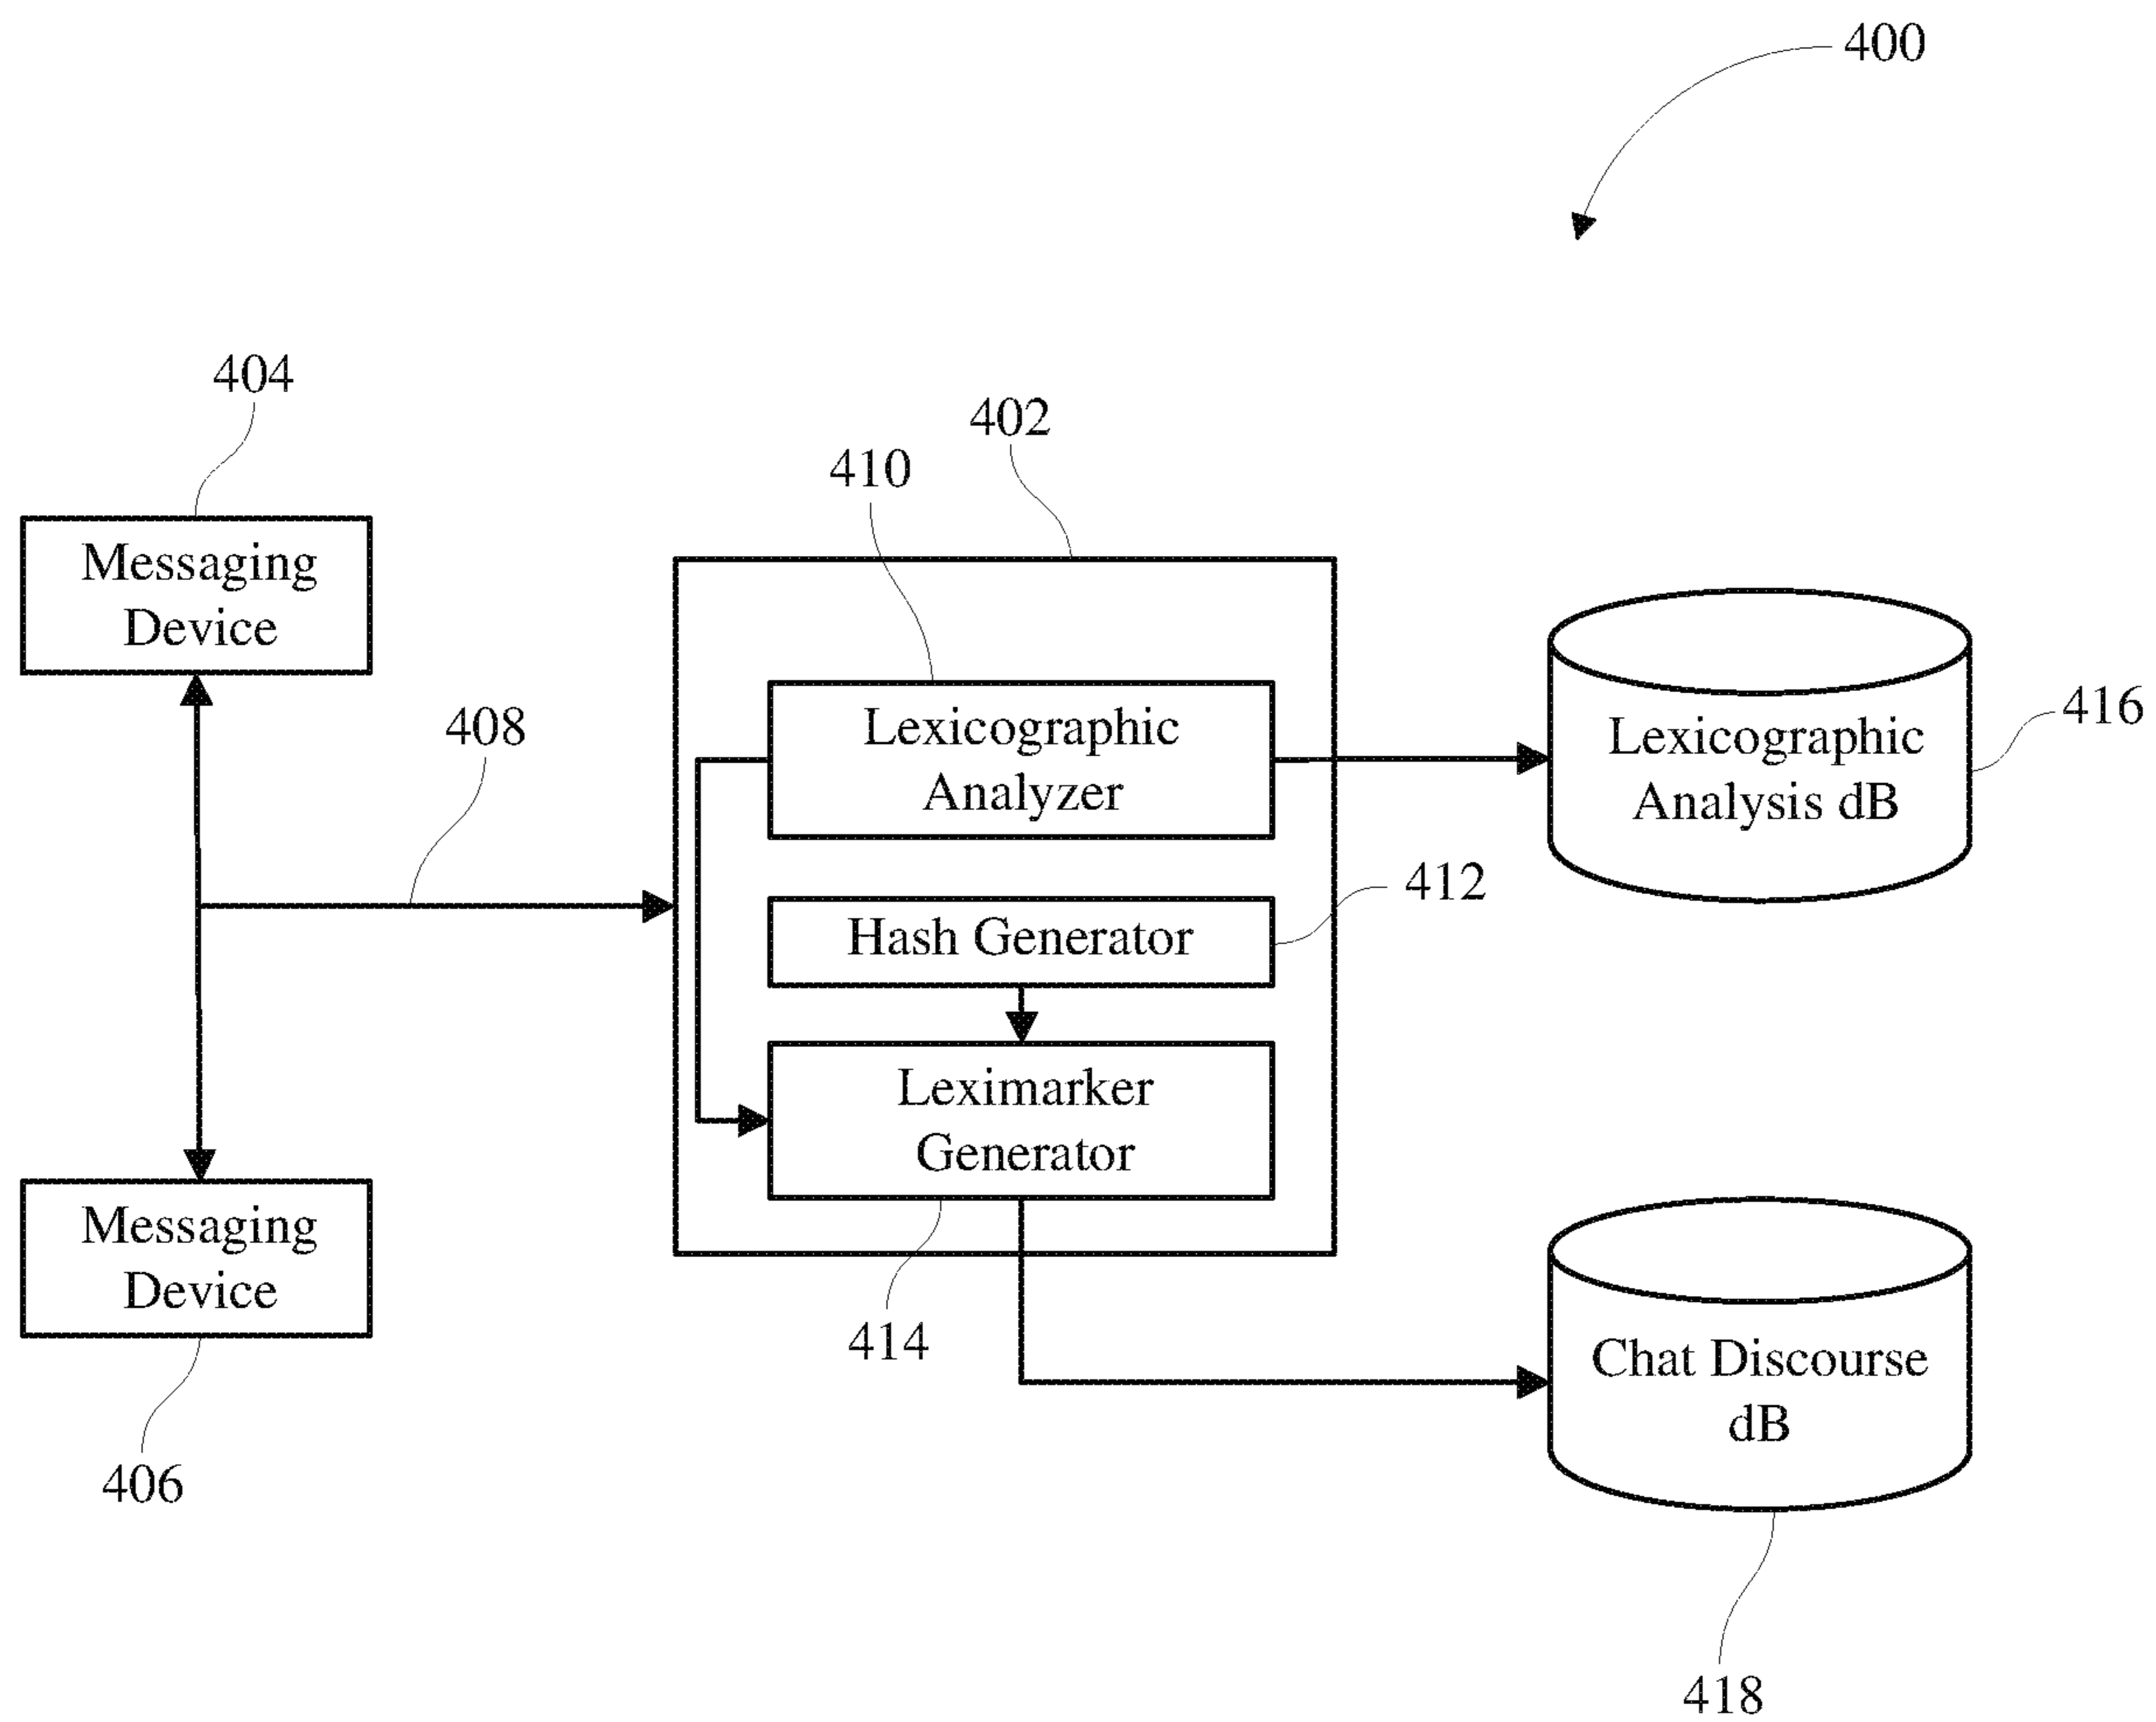 400
404
402
410
Messaging
Device
408
Lexicographic
Analyzer
416
Lexicographic
Analysis dB
412
Hash Generator
Leximarker
Generator
Messaging
Device
414
406
Chat Discourse
dB
418